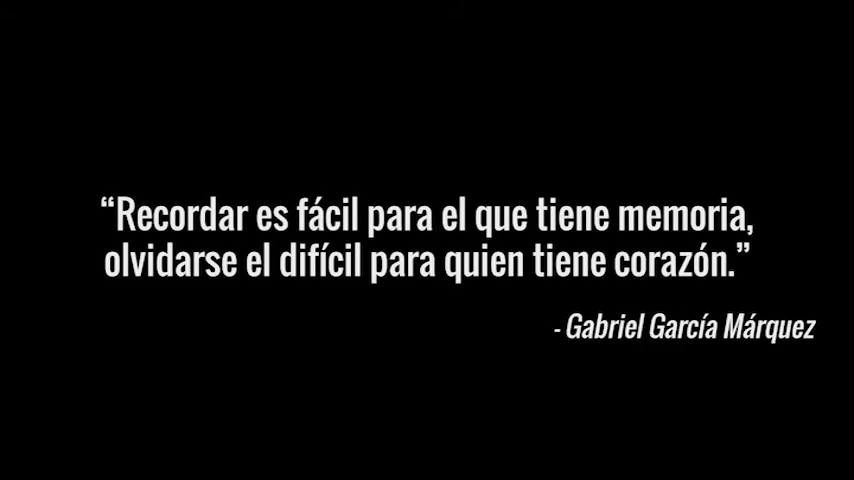 “Recordar es fácil para el que tiene memoria,
olvidarse el difícil para quien tiene corazón.”
- Gabriel García Márquez